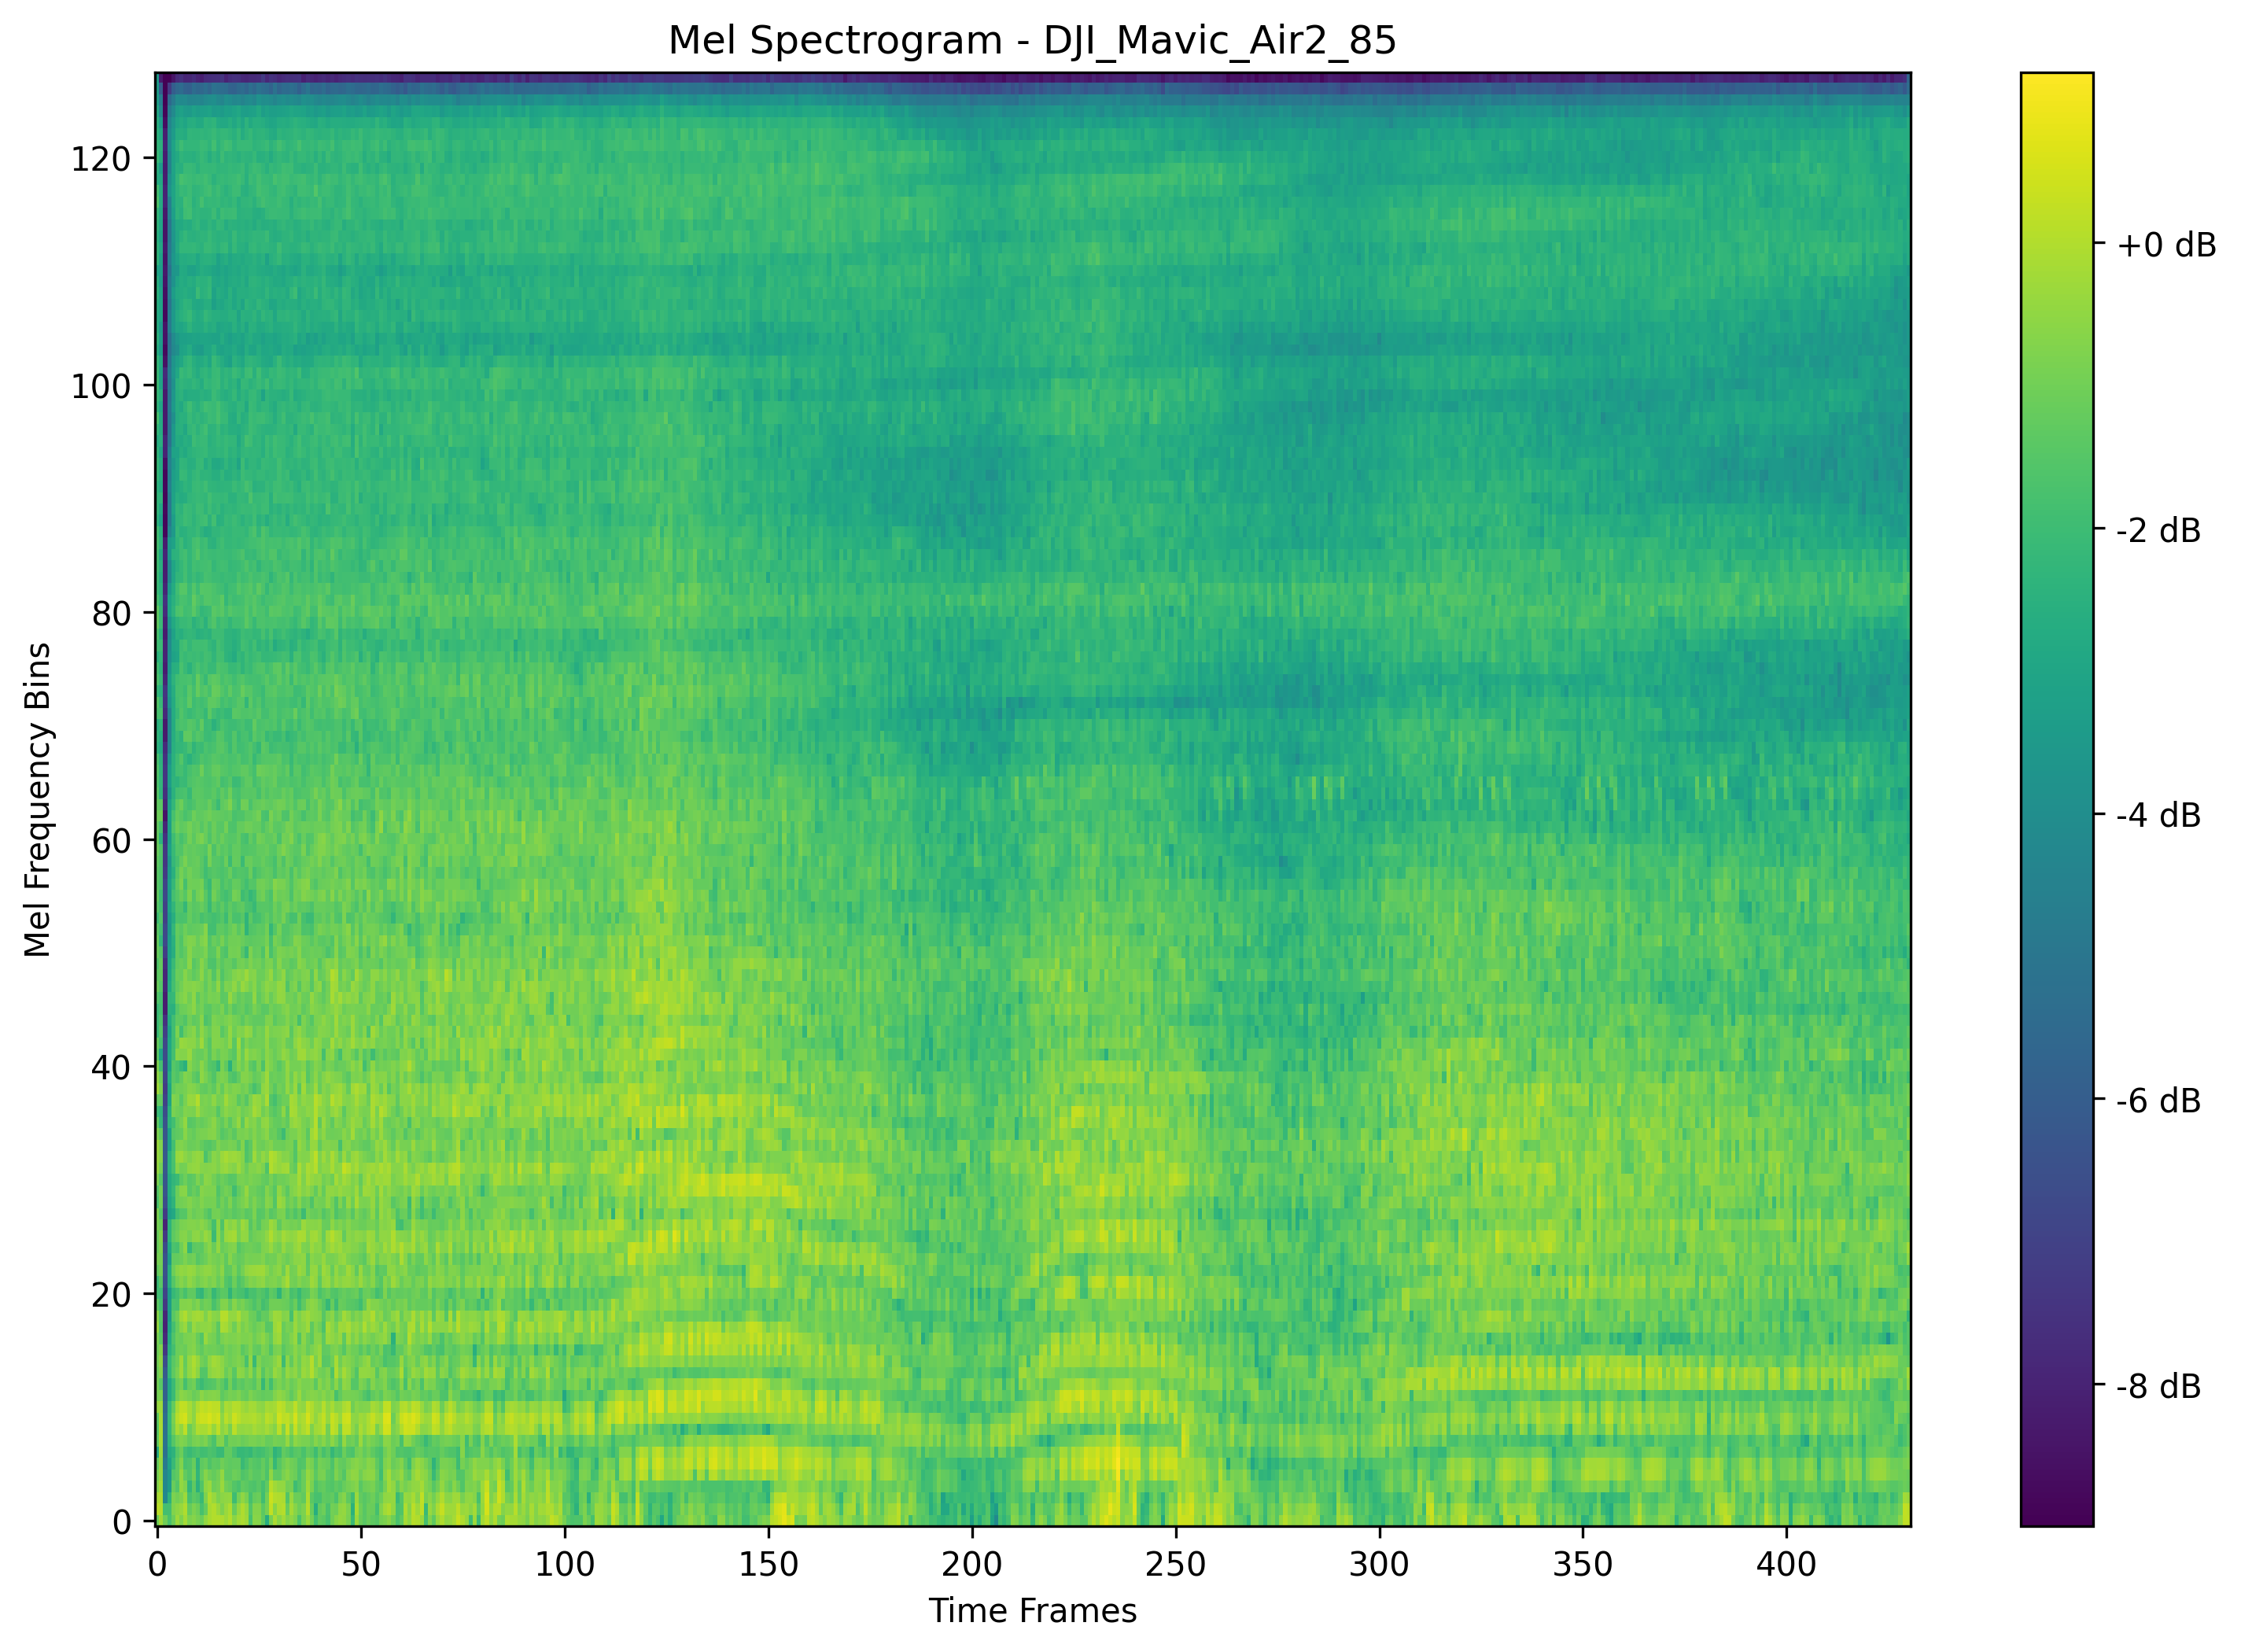 Mel Spectrogram - DJI_Mavic_Air2_85
Mel Frequency Bins
120
100
80
60
40
20
0
0 50 100 150 200 250 300 350 400
Time Frames
+0 dB
-2 dB
-4 dB
-6 dB
-8 dB